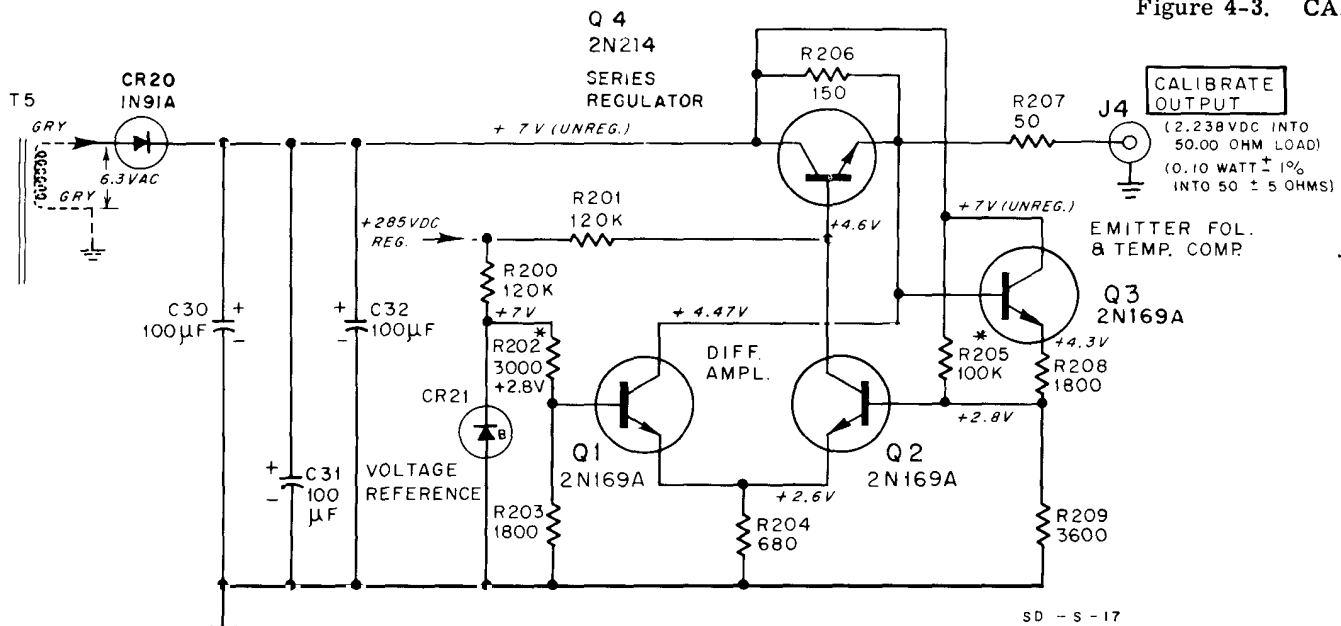 Figure 4-3. CA
Q 4
2N214
SERIES
REGULATOR
R206
150
CALIBRATE
OUTPUT
J4
(2.238VDC INTO
50.00 OHM LOAD)
(0.10 WATT ± 1%
INTO 50 ± 5 OHMS)
R207
50
T5
CR20
1N91A
GRY
6.3VAC
GRY
+ 7V (UNREG.)
+4.6V
+7V (UNREG.)
EMITTER FOL.
& TEMP. COMP.
R201
120K
+285VDC
REG.
R200
120K
+7V
C30
100µF
+
-
C32
100µF
+
-
C31
100
µF
+
-
*
R202
3000
+2.8V
CR21
B
VOLTAGE
REFERENCE
R203
1800
+ 4.47V
DIFF.
AMPL.
Q1
2N169A
Q2
2N169A
+2.6V
R204
680
Q3
2N169A
+4.3V
*
R205
100K
R208
1800
+2.8V
R209
3600
SD - S - 17